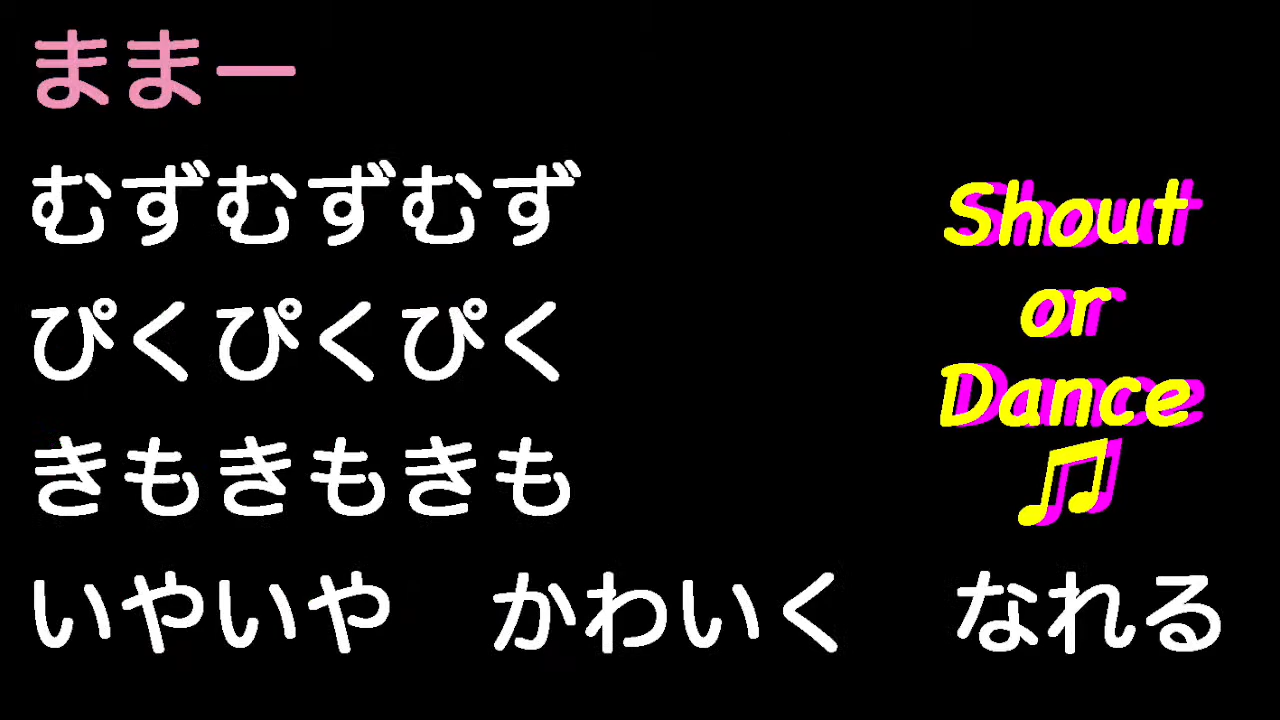 ままー
むずむずむず
ぴくぴくぴく
きもきもきも
いやいや　かわいく　なれる
Shout
or
Dance
♫